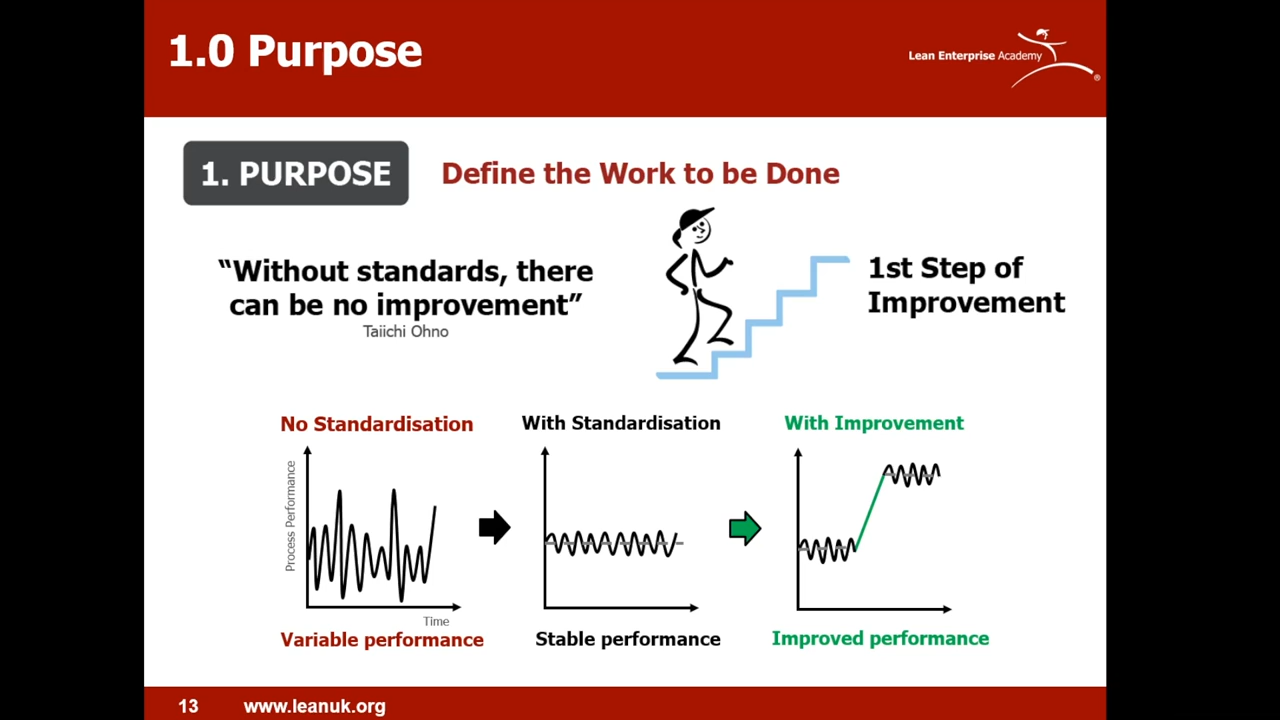 1.0 Purpose
Lean Enterprise Academy
®
1. PURPOSE
Define the Work to be Done
“Without standards, there
can be no improvement”
Taiichi Ohno
1st Step of
Improvement
No Standardisation
With Standardisation
With Improvement
Process Performance
Time
Variable performance
Stable performance
Improved performance
13
www.leanuk.org